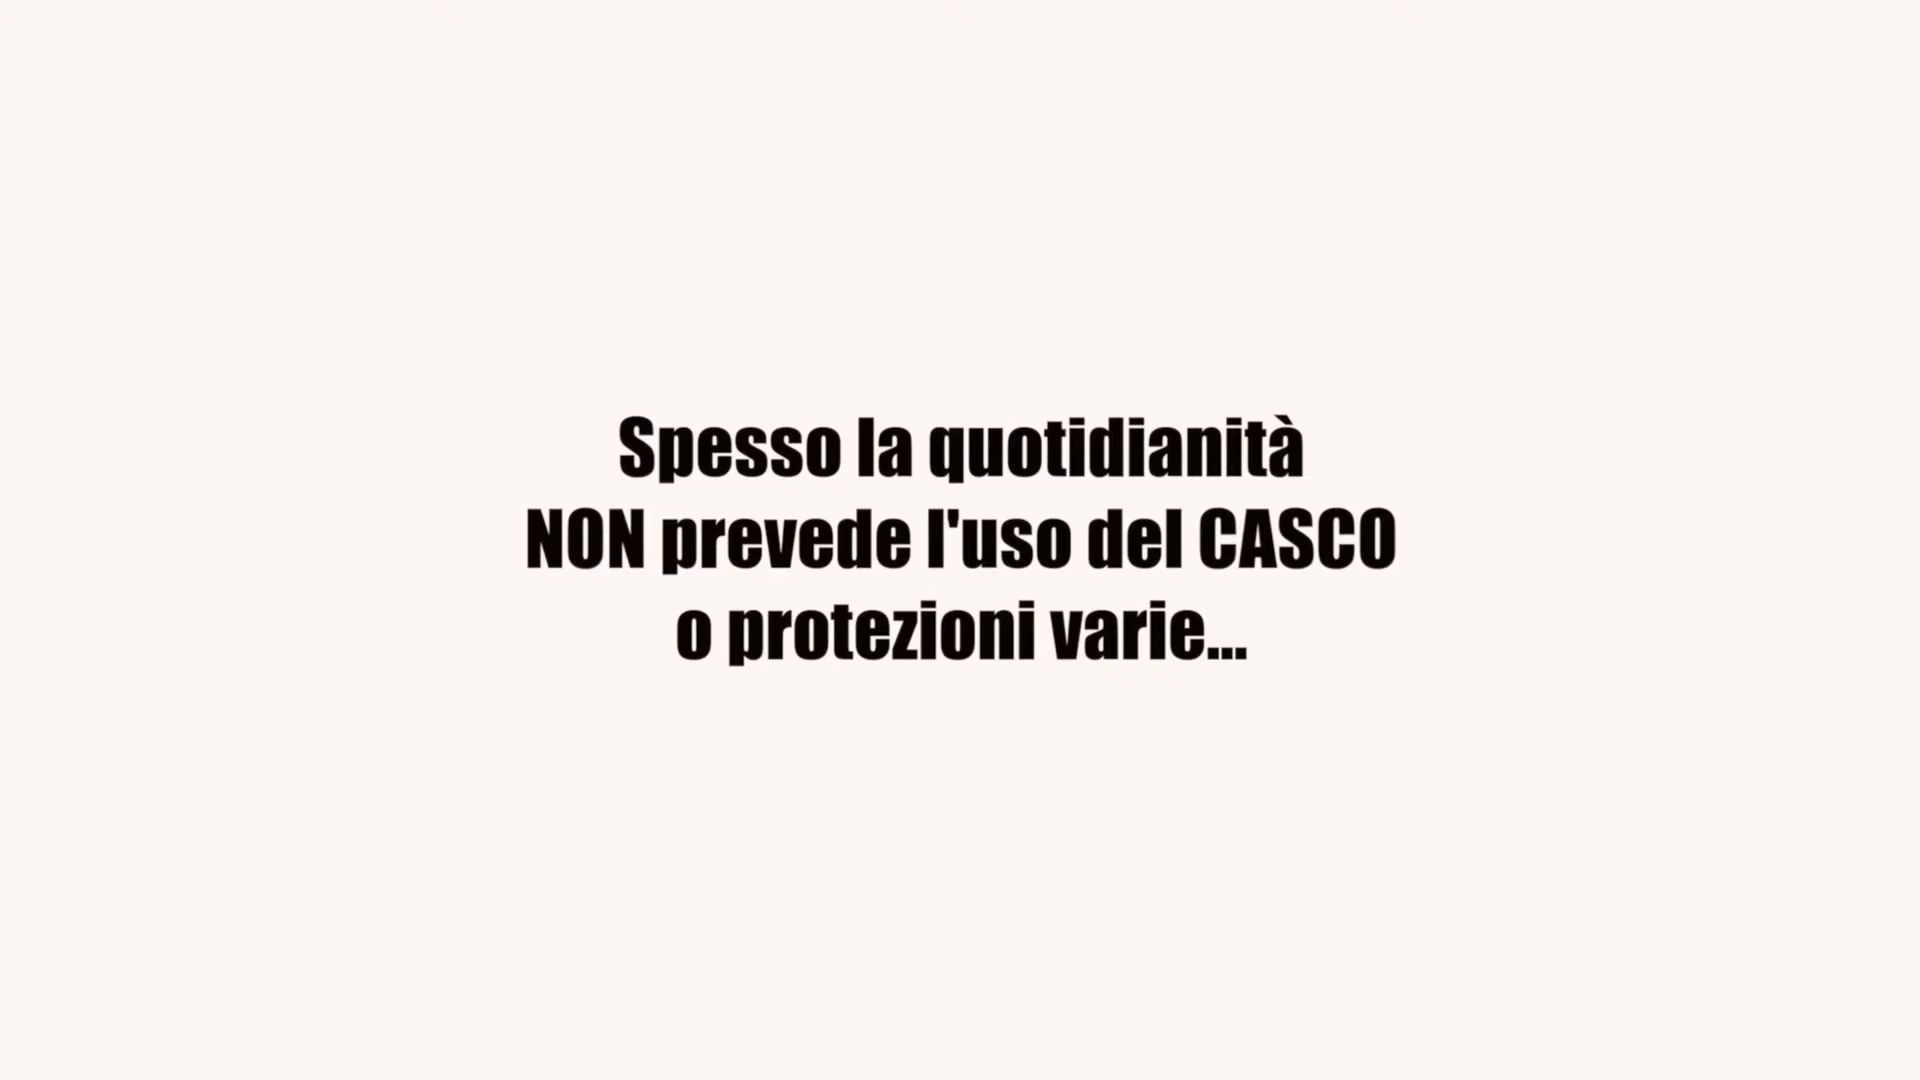 Spesso la quotidianità
NON prevede l'uso del CASCO
o protezioni varie...